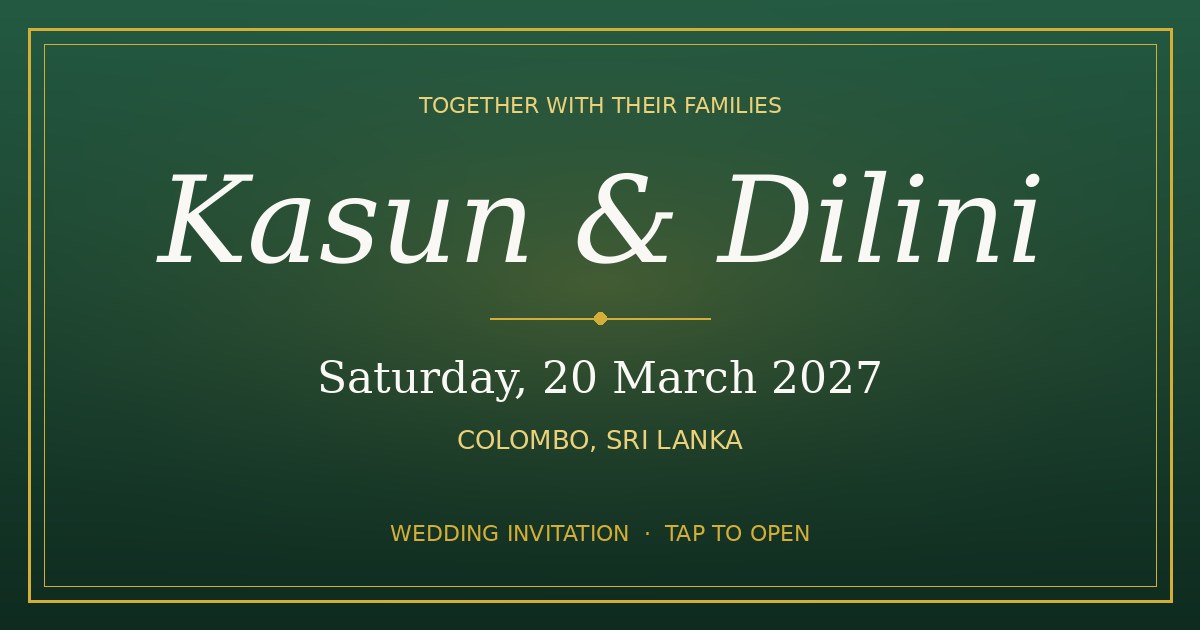 TOGETHER WITH THEIR FAMILIES
Kasun & Dilini
Saturday, 20 March 2027
COLOMBO, SRI LANKA
WEDDING INVITATION · TAP TO OPEN